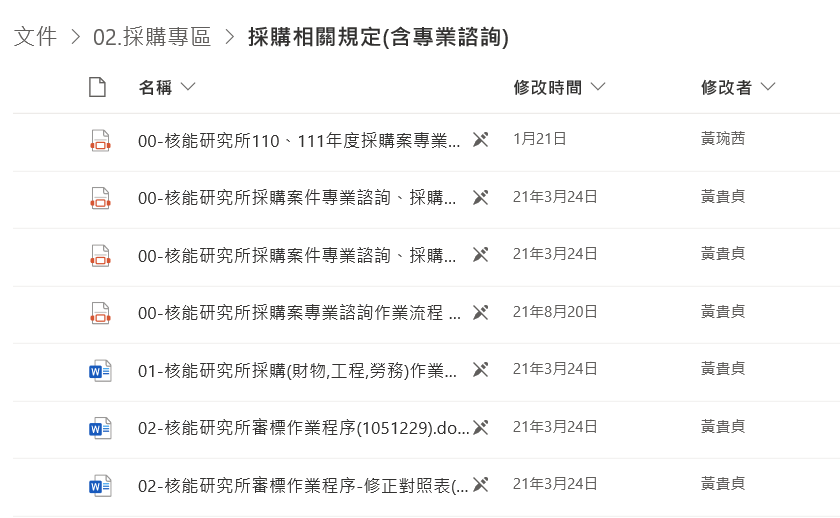 文件 > 02.採購專區 > 採購相關規定(含專業諮詢)
名稱 修改時間 修改者
00-核能研究所110、111年度採購案專業... 1月21日 黃琬茜
00-核能研究所採購案件專業諮詢、採購... 21年3月24日 黃貴貞
00-核能研究所採購案件專業諮詢、採購... 21年3月24日 黃貴貞
00-核能研究所採購案專業諮詢作業流程 ... 21年8月20日 黃貴貞
01-核能研究所採購(財物,工程,勞務)作業... 21年3月24日 黃貴貞
02-核能研究所審標作業程序(1051229).do... 21年3月24日 黃貴貞
02-核能研究所審標作業程序-修正對照表(... 21年3月24日 黃貴貞